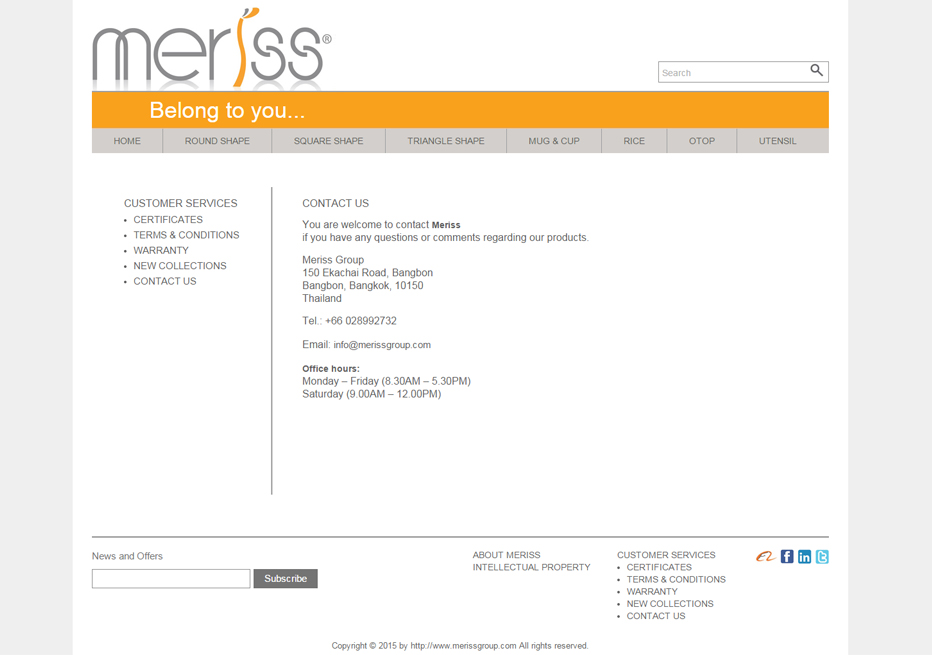 meriss®
Search
Belong to you...
HOME
ROUND SHAPE
SQUARE SHAPE
TRIANGLE SHAPE
MUG & CUP
RICE
OTOP
UTENSIL
CUSTOMER SERVICES
• CERTIFICATES
• TERMS & CONDITIONS
• WARRANTY
• NEW COLLECTIONS
• CONTACT US
CONTACT US
You are welcome to contact Meriss
if you have any questions or comments regarding our products.
Meriss Group
150 Ekachai Road, Bangbon
Bangbon, Bangkok, 10150
Thailand
Tel.: +66 028992732
Email: info@merissgroup.com
Office hours:
Monday – Friday (8.30AM – 5.30PM)
Saturday (9.00AM – 12.00PM)
News and Offers
Subscribe
ABOUT MERISS
INTELLECTUAL PROPERTY
CUSTOMER SERVICES
• CERTIFICATES
• TERMS & CONDITIONS
• WARRANTY
• NEW COLLECTIONS
• CONTACT US
f
in
t
Copyright © 2015 by http://www.merissgroup.com All rights reserved.